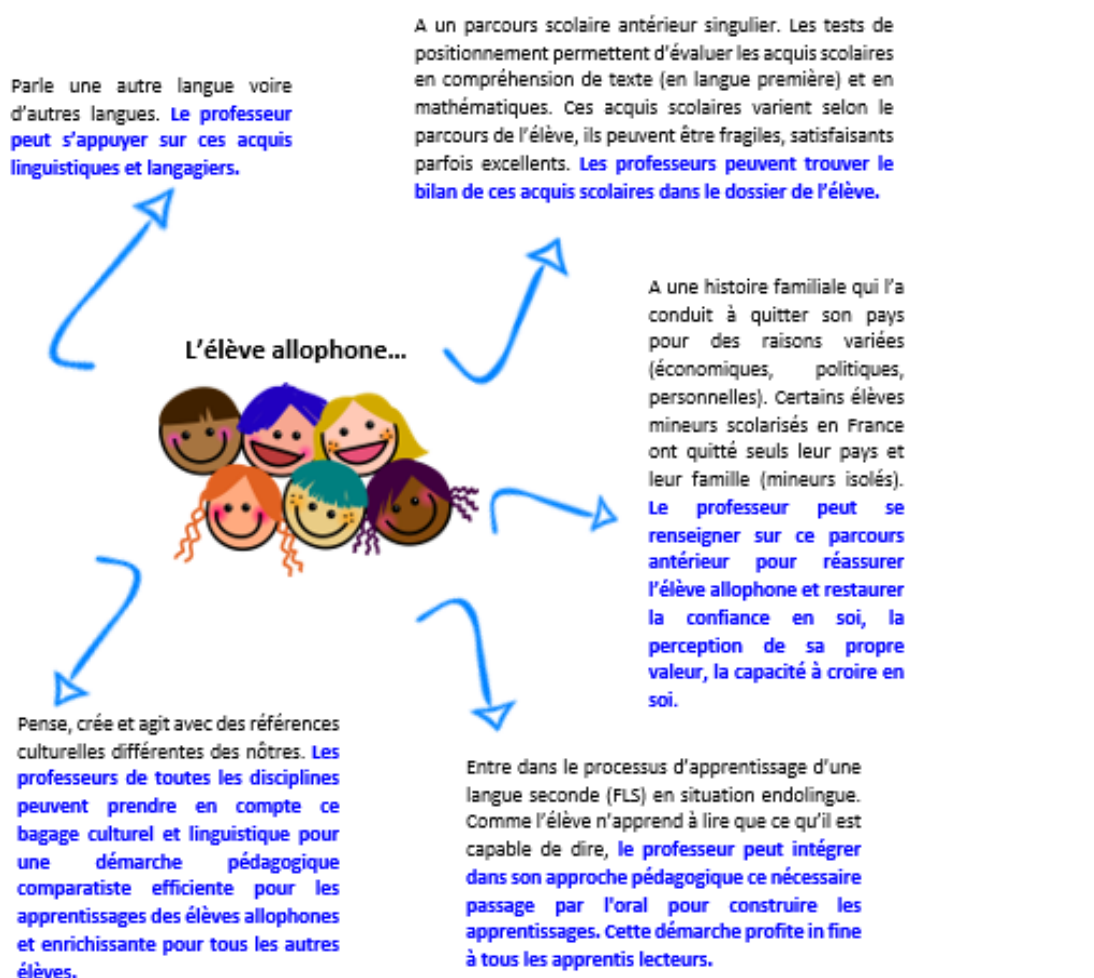 Parle une autre langue voire
d'autres langues. Le professeur
peut s'appuyer sur ces acquis
linguistiques et langagiers.
A un parcours scolaire antérieur singulier. Les tests de
positionnement permettent d'évaluer les acquis scolaires
en compréhension de texte (en langue première) et en
mathématiques. Ces acquis scolaires varient selon le
parcours de l'élève, ils peuvent être fragiles, satisfaisants
parfois excellents. Les professeurs peuvent trouver le
bilan de ces acquis scolaires dans le dossier de l'élève.
L'élève allophone...
A une histoire familiale qui l'a
conduit à quitter son pays
pour des raisons variées
(économiques, politiques,
personnelles). Certains élèves
mineurs scolarisés en France
ont quitté seuls leur pays et
leur famille (mineurs isolés).
Le professeur peut se
renseigner sur ce parcours
antérieur pour réassurer
l'élève allophone et restaurer
la confiance en soi, la
perception de sa propre
valeur, la capacité à croire en
soi.
Pense, crée et agit avec des références
culturelles différentes des nôtres. Les
professeurs de toutes les disciplines
peuvent prendre en compte ce
bagage culturel et linguistique pour
une démarche pédagogique
comparatiste efficiente pour les
apprentissages des élèves allophones
et enrichissante pour tous les autres
élèves.
Entre dans le processus d'apprentissage d'une
langue seconde (FLS) en situation endolingue.
Comme l'élève n'apprend à lire que ce qu'il est
capable de dire, le professeur peut intégrer
dans son approche pédagogique ce nécessaire
passage par l'oral pour construire les
apprentissages. Cette démarche profite in fine
à tous les apprentis lecteurs.